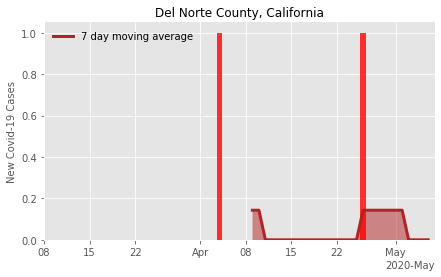 Del Norte County, California
7 day moving average
New Covid-19 Cases
1.0
0.8
0.6
0.4
0.2
0.0
08 15 22 Apr 08 15 22 May
2020-May